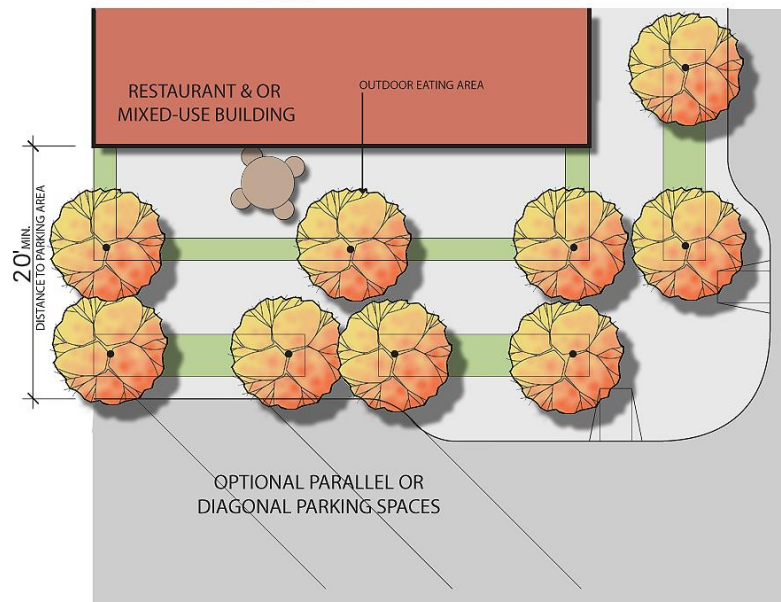 RESTAURANT & OR
MIXED-USE BUILDING
OUTDOOR EATING AREA
20' MIN.
DISTANCE TO PARKING AREA
OPTIONAL PARALLEL OR
DIAGONAL PARKING SPACES